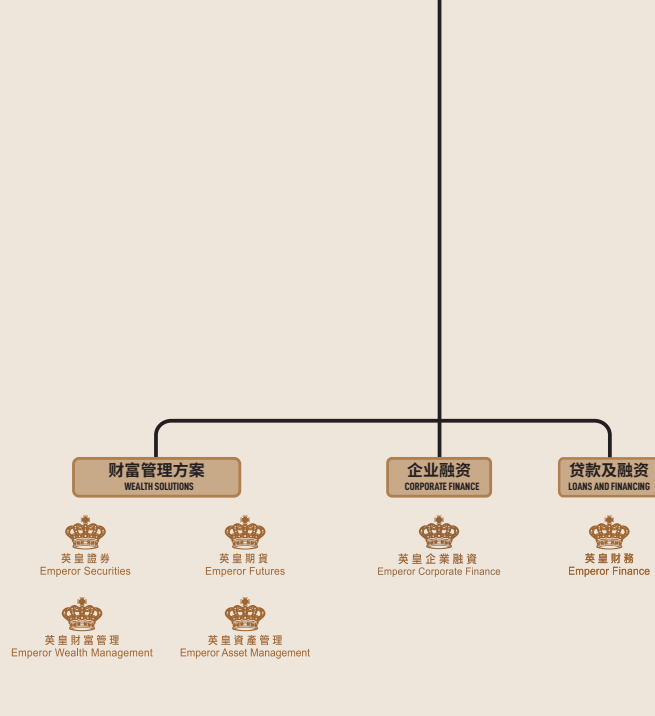 财富管理方案
WEALTH SOLUTIONS
英皇證券
Emperor Securities
英皇期貨
Emperor Futures
英皇財富管理
Emperor Wealth Management
英皇資產管理
Emperor Asset Management
企业融资
CORPORATE FINANCE
英皇企業融資
Emperor Corporate Finance
贷款及融资
LOANS AND FINANCING
英皇財務
Emperor Finance